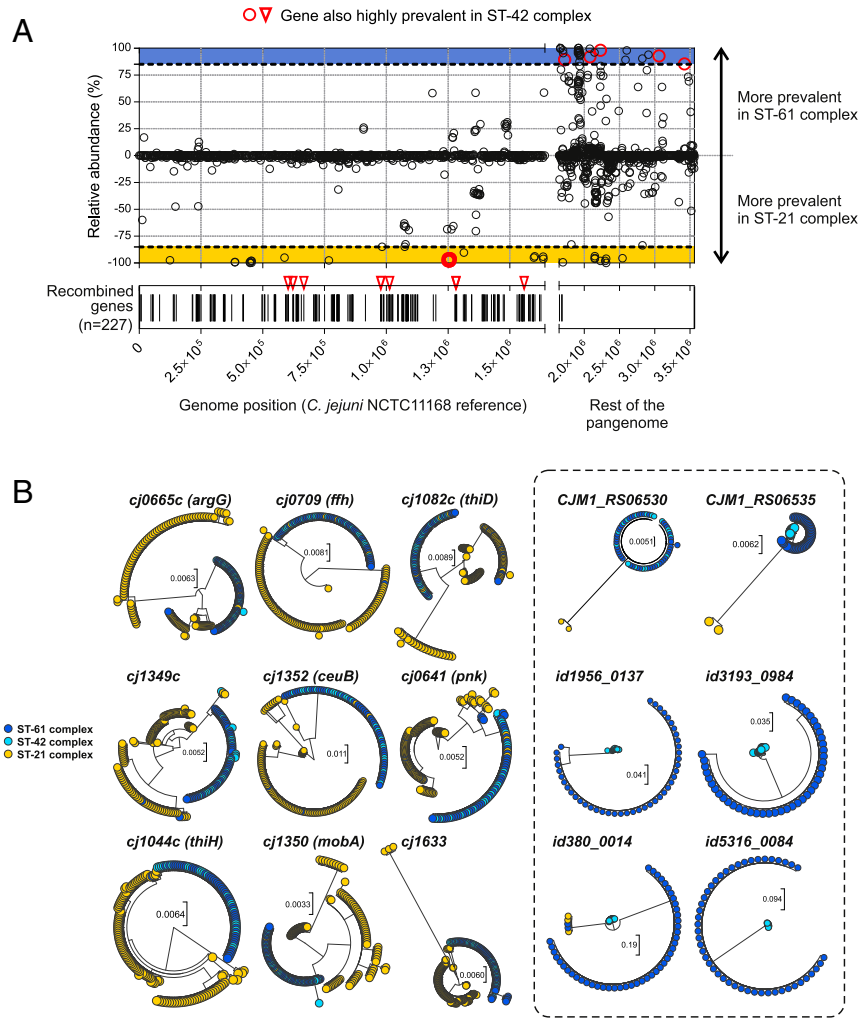 Gene also highly prevalent in ST-42 complex
A
Relative abundance (%)
100
75
50
25
0
-25
-50
-75
-100
More prevalent
in ST-61 complex
More prevalent
in ST-21 complex
Recombined
genes
(n=227)
0
2.5×10⁵
5.0×10⁵
7.5×10⁵
1.0×10⁶
1.3×10⁶
1.5×10⁶
2.0×10⁶
2.5×10⁶
3.0×10⁶
3.5×10⁶
Genome position (C. jejuni NCTC11168 reference)
Rest of the
pangenome
B
cj0665c (argG)
cj0709 (ffh)
cj1082c (thiD)
CJM1_RS06530
CJM1_RS06535
0.0063
0.0081
0.0089
0.0051
0.0062
cj1349c
cj1352 (ceuB)
cj0641 (pnk)
id1956_0137
id3193_0984
ST-61 complex
ST-42 complex
ST-21 complex
0.0052
0.011
0.0052
0.041
0.035
cj1044c (thiH)
cj1350 (mobA)
cj1633
id380_0014
id5316_0084
0.0064
0.0033
0.0060
0.19
0.094